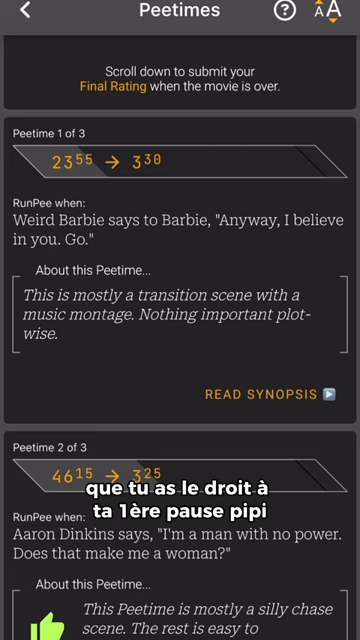 Peetimes
? AA
Scroll down to submit your
Final Rating when the movie is over.
Peetime 1 of 3
23⁵⁵ → 3³⁰
RunPee when:
Weird Barbie says to Barbie, "Anyway, I believe
in you. Go."
About this Peetime...
This is mostly a transition scene with a
music montage. Nothing important plot-
wise.
READ SYNOPSIS
Peetime 2 of 3
46¹⁵ → 3²⁵
que tu as le droit à
ta 1ère pause pipi
RunPee when:
Aaron Dinkins says, "I'm a man with no power.
Does that make me a woman?"
About this Peetime...
This Peetime is mostly a silly chase
scene. The rest is easy to